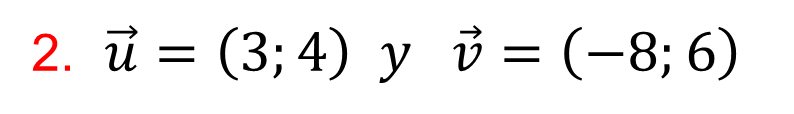 2. u⃗ = (3; 4) y v⃗ = (−8; 6)